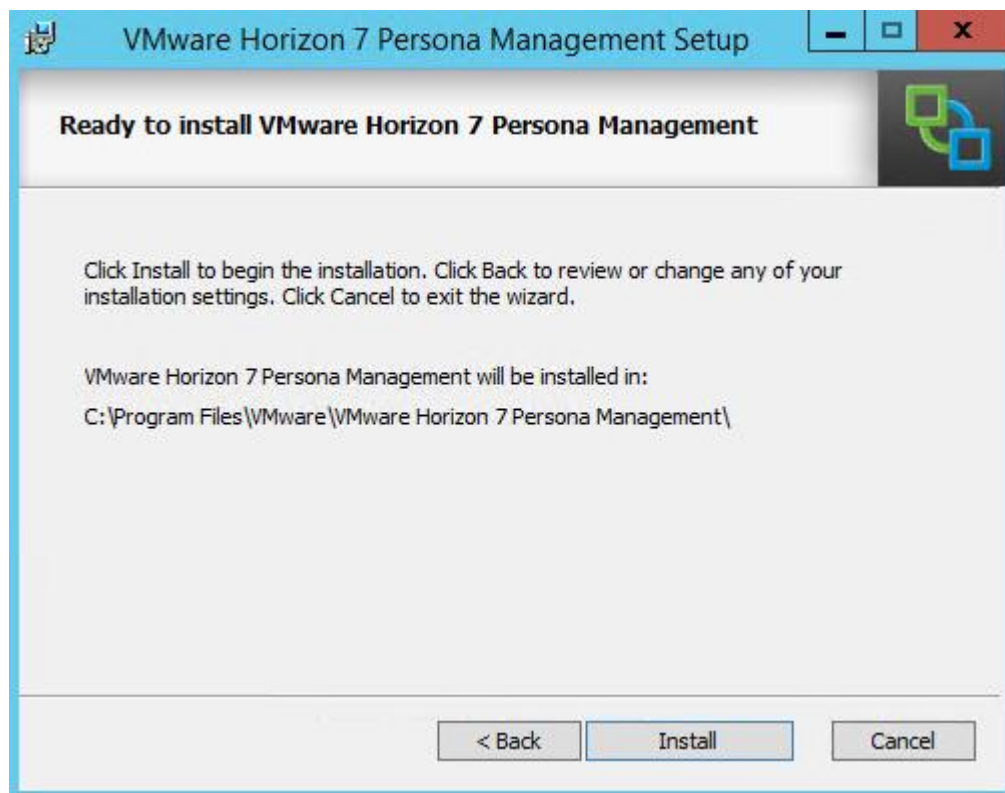 VMware Horizon 7 Persona Management Setup
Ready to install VMware Horizon 7 Persona Management
Click Install to begin the installation. Click Back to review or change any of your
installation settings. Click Cancel to exit the wizard.
VMware Horizon 7 Persona Management will be installed in:
C:\Program Files\VMware\VMware Horizon 7 Persona Management\
< Back Install Cancel